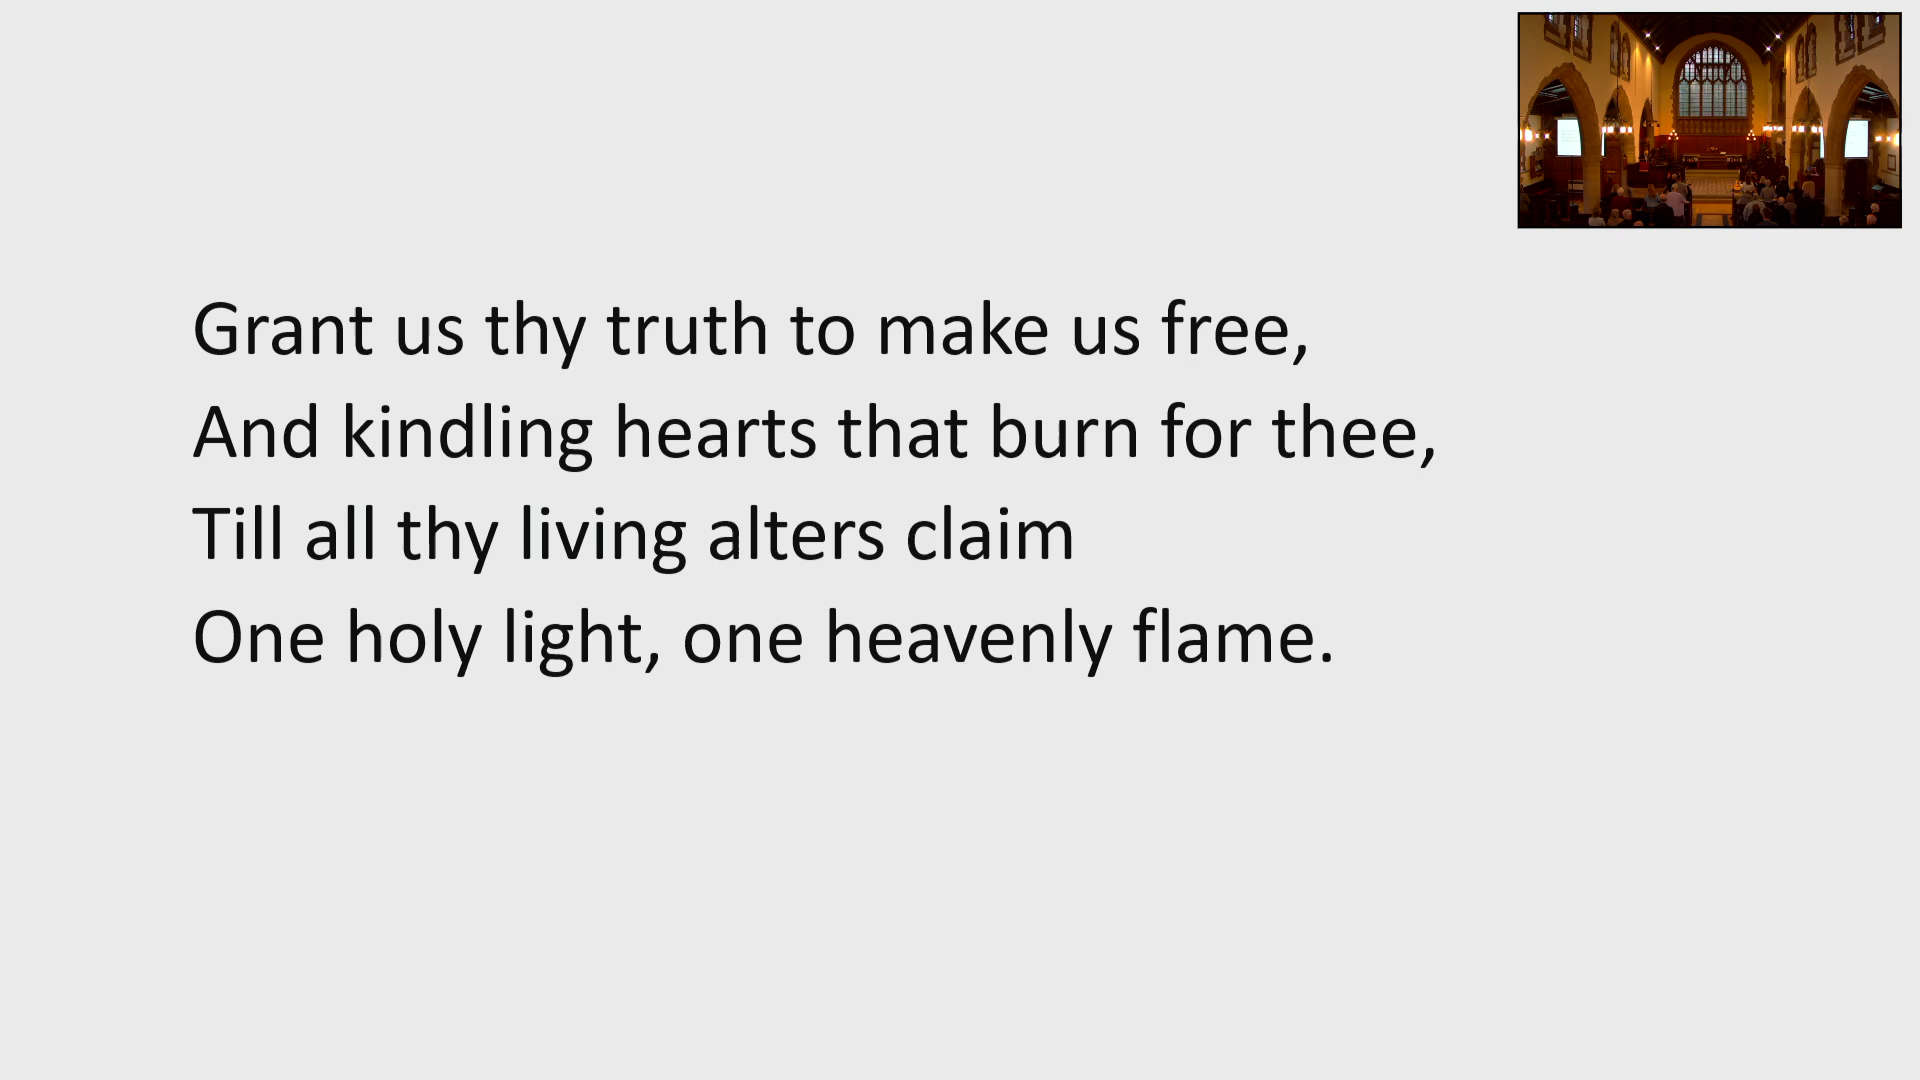 Grant us thy truth to make us free,
And kindling hearts that burn for thee,
Till all thy living alters claim
One holy light, one heavenly flame.